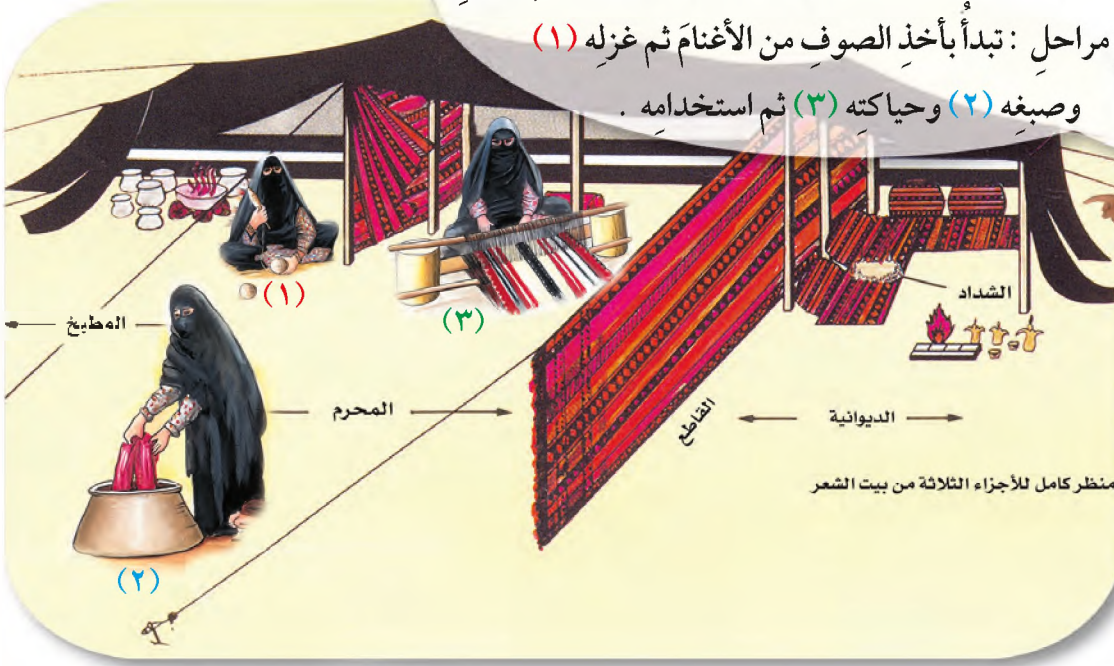 مراحلِ : تبدأُ بأخذِ الصوفِ من الأغنامَ ثم غزلِه (١)
وصبغِه (٢) وحياكتِه (٣) ثم استخدامِه .
(١)
(٣)
الشداد
المطبخ
المحرم
القاطع
الديوانية
منظر كامل للأجزاء الثلاثة من بيت الشعر
(٢)